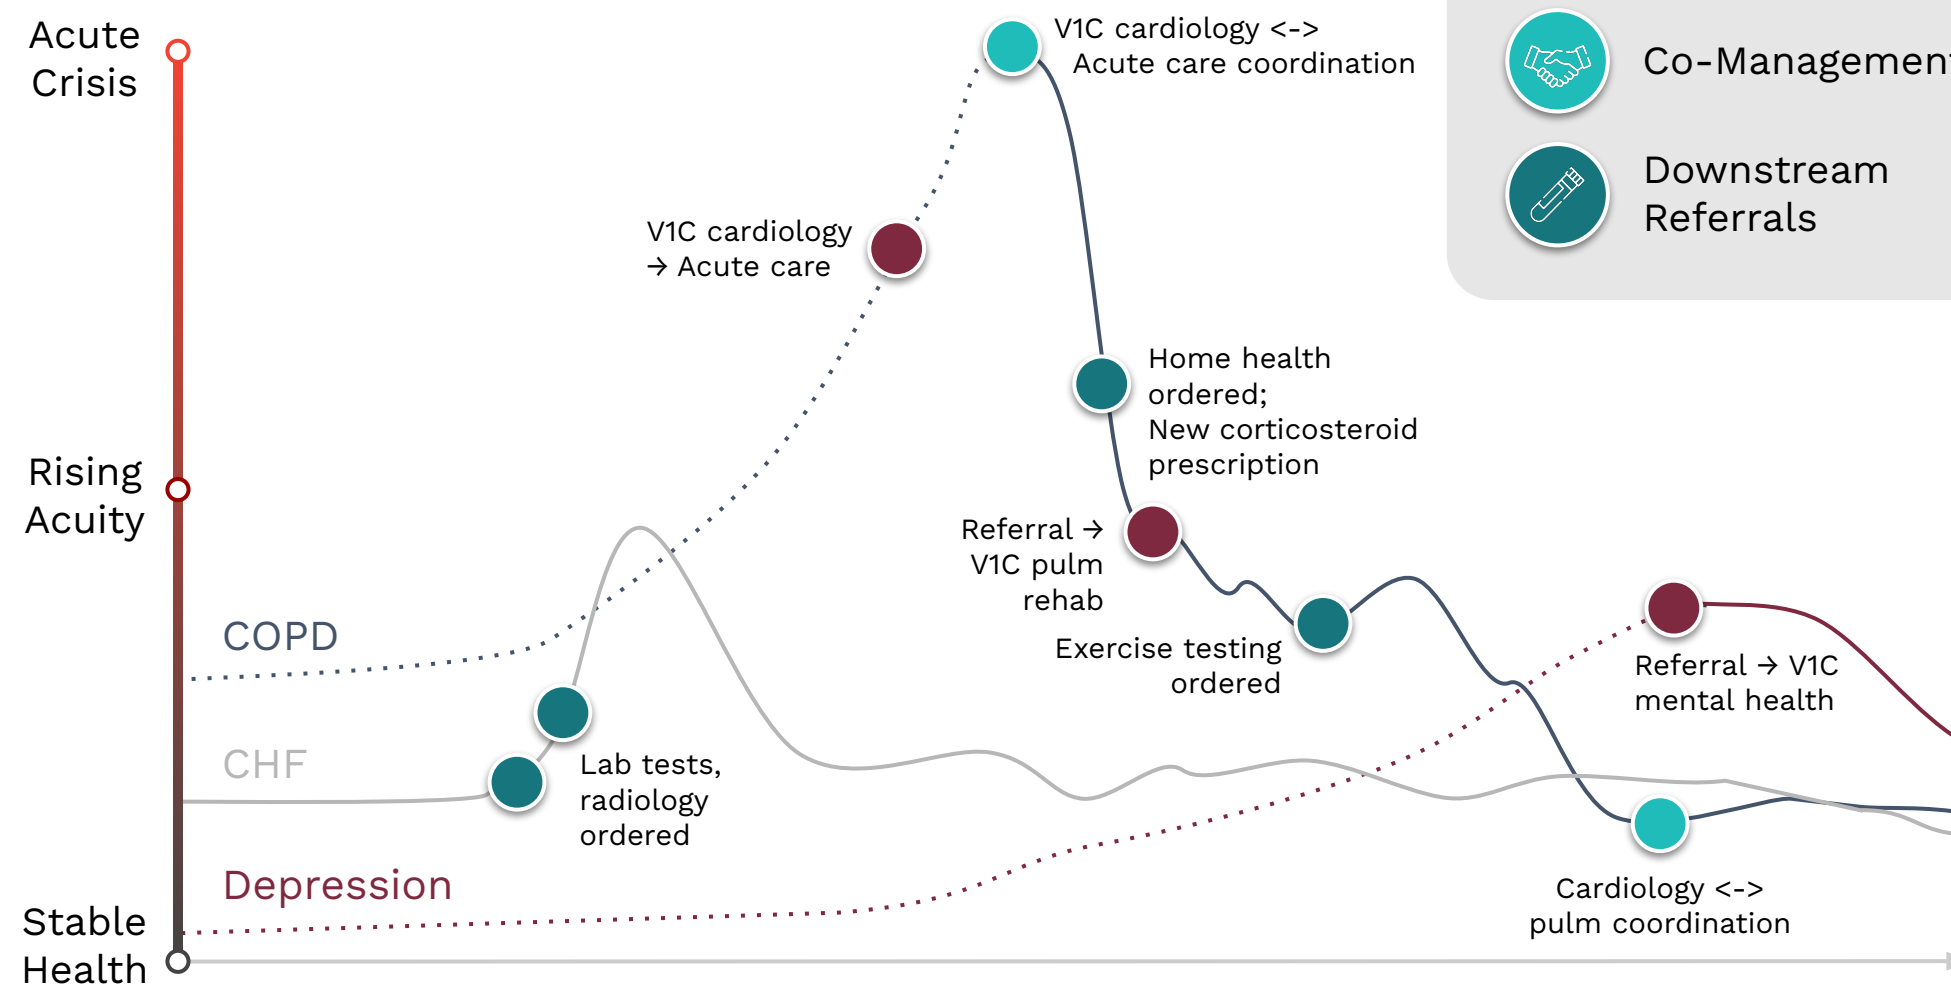 Acute
Crisis
V1C cardiology <->
Acute care coordination
Co-Management
Downstream
Referrals
V1C cardiology
→ Acute care
Home health
ordered;
New corticosteroid
prescription
Rising
Acuity
Referral →
V1C pulm
rehab
Exercise testing
ordered
COPD
Referral → V1C
mental health
CHF
Lab tests,
radiology
ordered
Depression
Cardiology <->
pulm coordination
Stable
Health